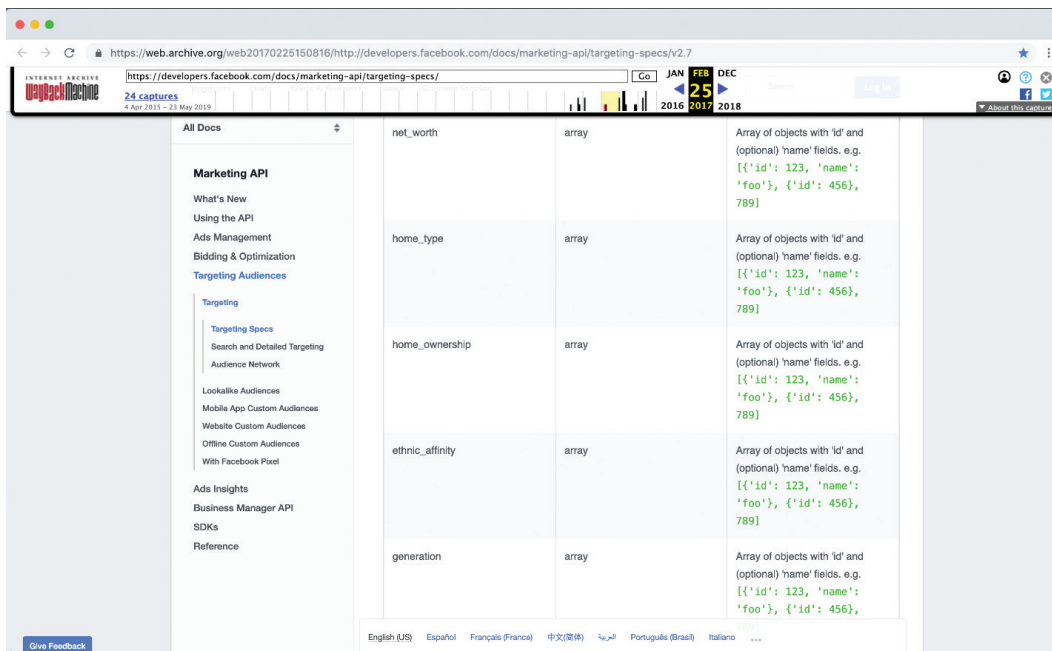 https://web.archive.org/web20170225150816/http://developers.facebook.com/docs/marketing-api/targeting-specs/v2.7
INTERNET ARCHIVE
WayBackMachine
https://developers.facebook.com/docs/marketing-api/targeting-specs/
Go
JAN FEB DEC
24 captures
25
4 Apr 2015 – 23 May 2019
2016 2017 2018
About this capture
All Docs
Marketing API
What's New
Using the API
Ads Management
Bidding & Optimization
Targeting Audiences
Targeting
Targeting Specs
Search and Detailed Targeting
Audience Network
Lookalike Audiences
Mobile App Custom Audiences
Website Custom Audiences
Offline Custom Audiences
With Facebook Pixel
Ads Insights
Business Manager API
SDKs
Reference
net_worth array Array of objects with 'id' and
(optional) 'name' fields. e.g.
[{'id': 123, 'name':
'foo'}, {'id': 456},
789]
home_type array Array of objects with 'id' and
(optional) 'name' fields. e.g.
[{'id': 123, 'name':
'foo'}, {'id': 456},
789]
home_ownership array Array of objects with 'id' and
(optional) 'name' fields. e.g.
[{'id': 123, 'name':
'foo'}, {'id': 456},
789]
ethnic_affinity array Array of objects with 'id' and
(optional) 'name' fields. e.g.
[{'id': 123, 'name':
'foo'}, {'id': 456},
789]
generation array Array of objects with 'id' and
(optional) 'name' fields. e.g.
[{'id': 123, 'name':
'foo'}, {'id': 456},
English (US) Español Français (France) 中文(简体) العربية Português (Brasil) Italiano ...
Give Feedback